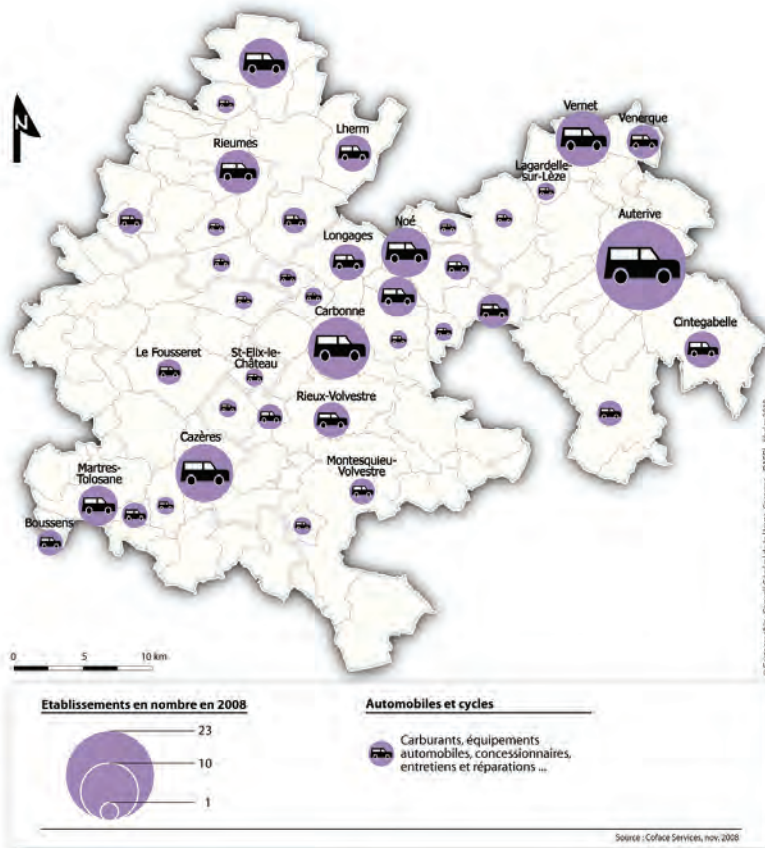 N
Vernet
Venerque
Lherm
Rieumes
Lagardelle-
sur-Lèze
Auterive
Noé
Longages
Carbonne
Cintegabelle
Le Fousseret
St-Elix-le-
Château
Rieux-Volvestre
Cazères
Montesquieu-
Volvestre
Martres-
Tolosane
Boussens
0 5 10 km
Etablissements en nombre en 2008
23
10
1
Automobiles et cycles
Carburants, équipements
automobiles, concessionnaires,
entretiens et réparations ...
Source : Coface Services, nov. 2008